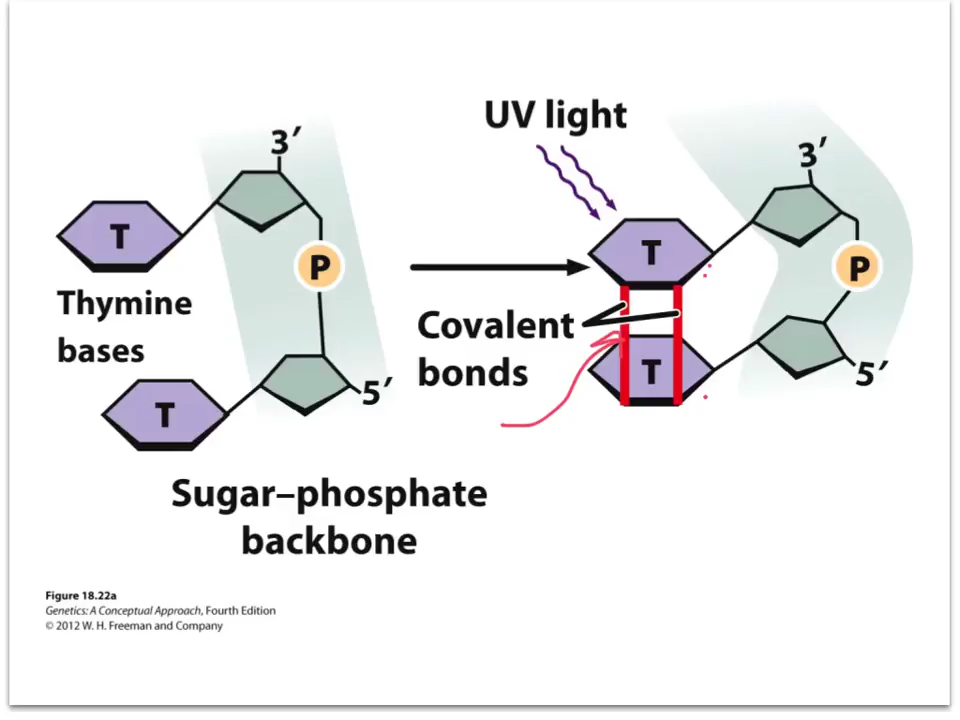 UV light
3′
3′
T
T
P
P
Thymine
bases
Covalent
bonds
T
T
5′
5′
Sugar–phosphate
backbone
Figure 18.22a
Genetics: A Conceptual Approach, Fourth Edition
© 2012 W. H. Freeman and Company